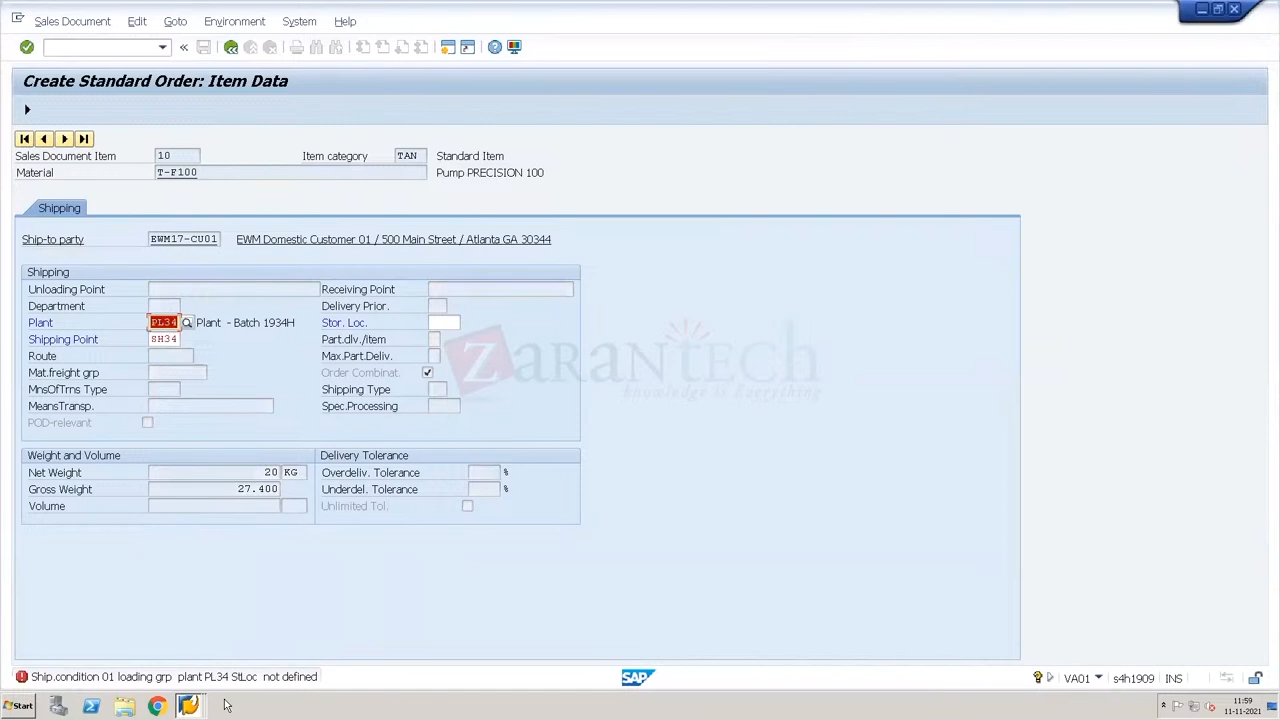 Sales Document Edit Goto Environment System Help
Create Standard Order: Item Data
Sales Document Item 10 Item category TAN Standard Item
Material T-F100 Pump PRECISION 100
Shipping
Ship-to party EWM17-CU01 EWM Domestic Customer 01 / 500 Main Street / Atlanta GA 30344
Shipping
Unloading Point Receiving Point
Department Delivery Prior.
Plant PL34 Plant - Batch 1934H Stor. Loc.
Shipping Point SH34 Part.dlv./item
Route Max.Part.Deliv.
Mat.freight grp Order Combinat.
MnsOfTrns Type Shipping Type
MeansTransp. Spec.Processing
POD-relevant
zarantech
Knowledge is Everything
Weight and Volume Delivery Tolerance
Net Weight 20 KG Overdeliv. Tolerance %
Gross Weight 27.400 Underdel. Tolerance %
Volume Unlimited Tol.
Ship.condition 01 loading grp plant PL34 StLoc not defined
SAP
VA01 s4h1909 INS
Start
11:59
11-11-2021